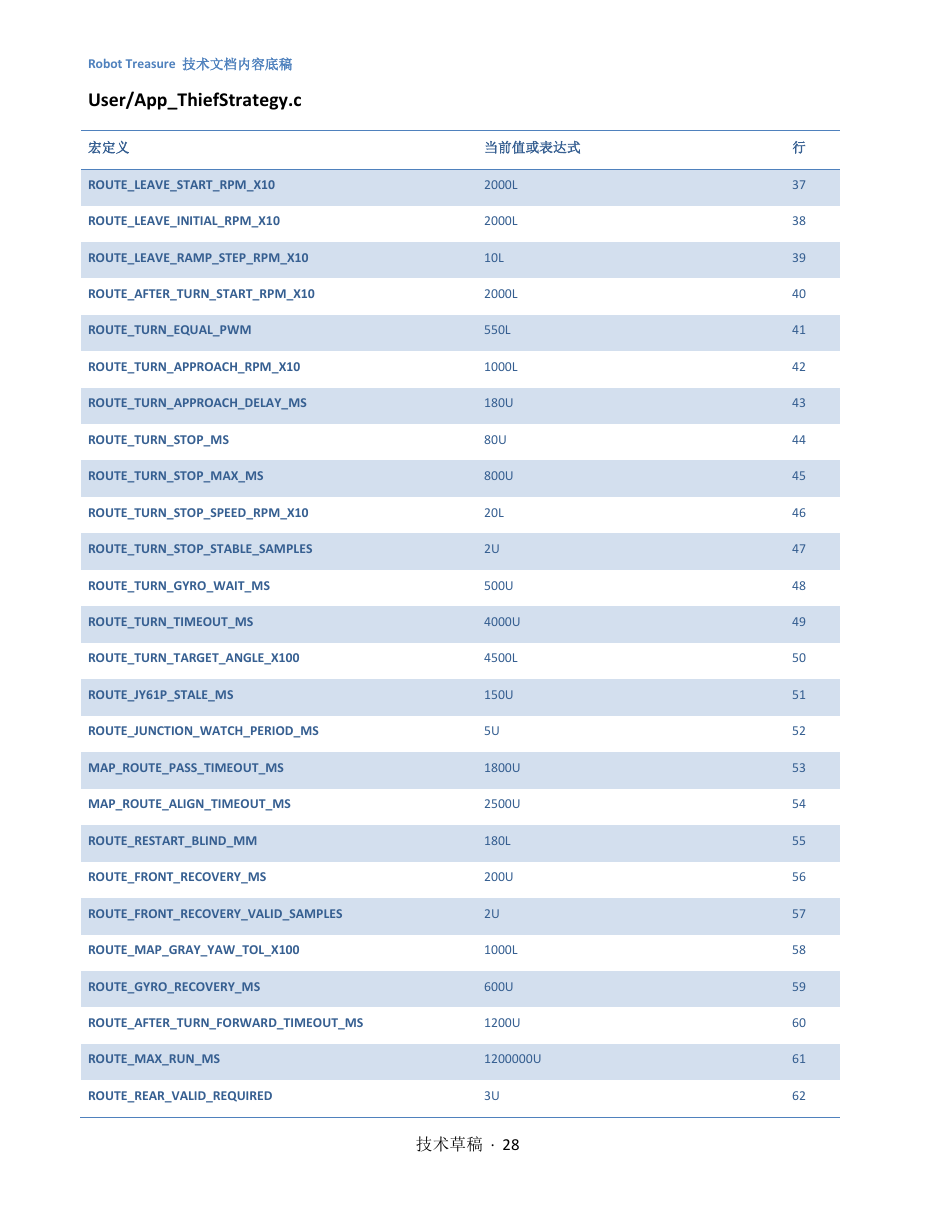 Robot Treasure 技术文档内容底稿
User/App_ThiefStrategy.c
宏定义 当前值或表达式 行
ROUTE_LEAVE_START_RPM_X10 2000L 37
ROUTE_LEAVE_INITIAL_RPM_X10 2000L 38
ROUTE_LEAVE_RAMP_STEP_RPM_X10 10L 39
ROUTE_AFTER_TURN_START_RPM_X10 2000L 40
ROUTE_TURN_EQUAL_PWM 550L 41
ROUTE_TURN_APPROACH_RPM_X10 1000L 42
ROUTE_TURN_APPROACH_DELAY_MS 180U 43
ROUTE_TURN_STOP_MS 80U 44
ROUTE_TURN_STOP_MAX_MS 800U 45
ROUTE_TURN_STOP_SPEED_RPM_X10 20L 46
ROUTE_TURN_STOP_STABLE_SAMPLES 2U 47
ROUTE_TURN_GYRO_WAIT_MS 500U 48
ROUTE_TURN_TIMEOUT_MS 4000U 49
ROUTE_TURN_TARGET_ANGLE_X100 4500L 50
ROUTE_JY61P_STALE_MS 150U 51
ROUTE_JUNCTION_WATCH_PERIOD_MS 5U 52
MAP_ROUTE_PASS_TIMEOUT_MS 1800U 53
MAP_ROUTE_ALIGN_TIMEOUT_MS 2500U 54
ROUTE_RESTART_BLIND_MM 180L 55
ROUTE_FRONT_RECOVERY_MS 200U 56
ROUTE_FRONT_RECOVERY_VALID_SAMPLES 2U 57
ROUTE_MAP_GRAY_YAW_TOL_X100 1000L 58
ROUTE_GYRO_RECOVERY_MS 600U 59
ROUTE_AFTER_TURN_FORWARD_TIMEOUT_MS 1200U 60
ROUTE_MAX_RUN_MS 1200000U 61
ROUTE_REAR_VALID_REQUIRED 3U 62
技术草稿 · 28